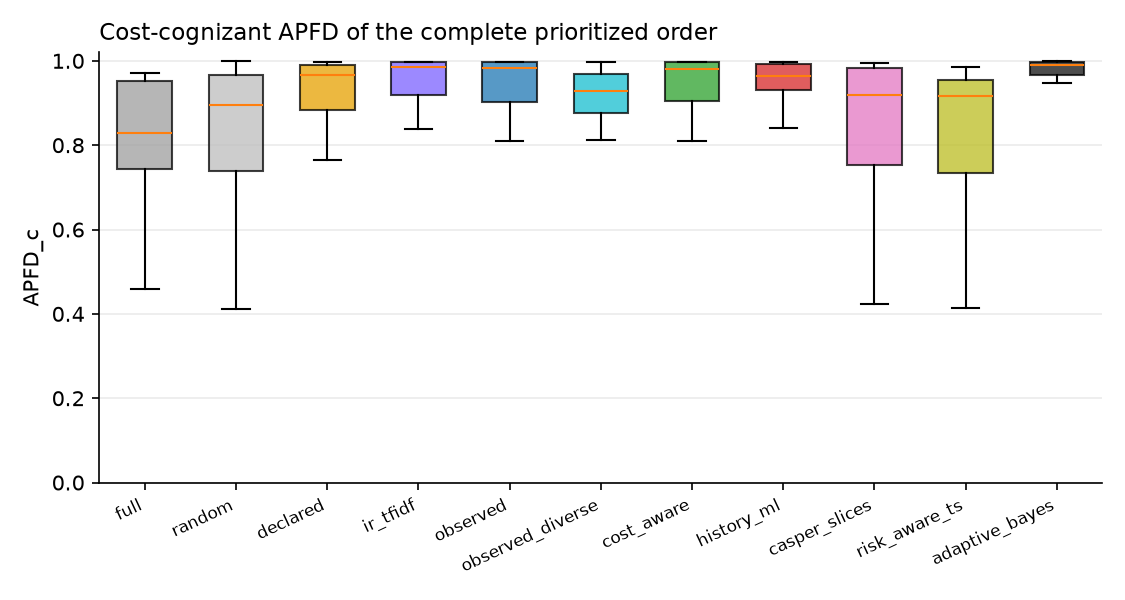 Cost-cognizant APFD of the complete prioritized order
APFD_c
1.0
0.8
0.6
0.4
0.2
0.0
full
random
declared
ir_tfidf
observed
observed_diverse
cost_aware
history_ml
casper_slices
risk_aware_ts
adaptive_bayes